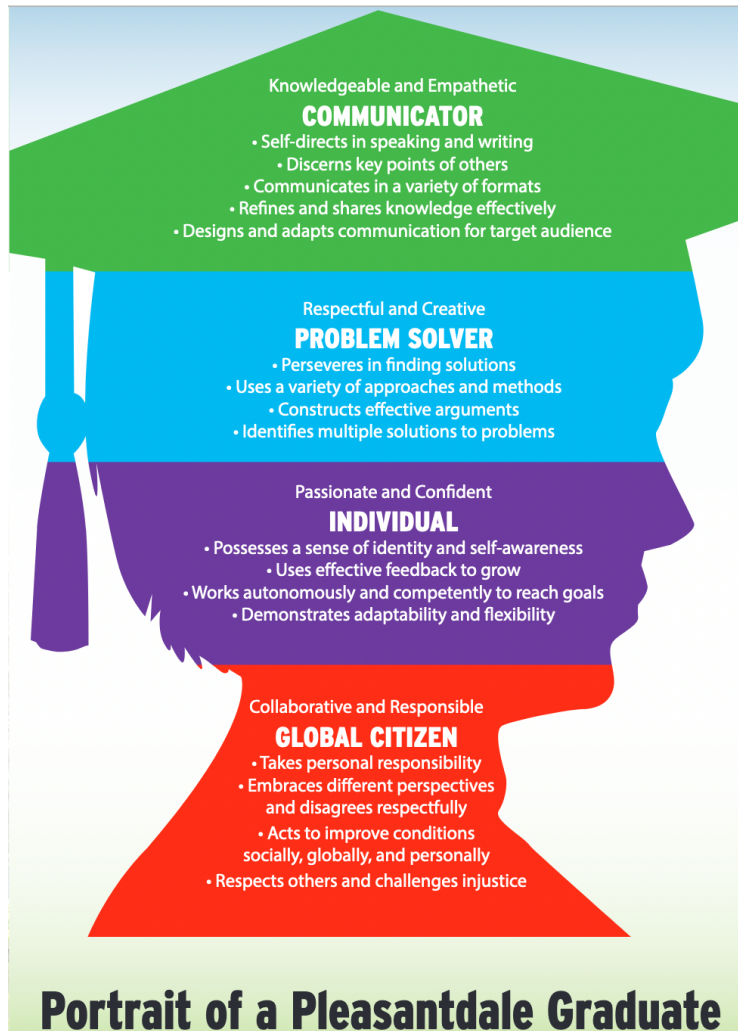 Knowledgeable and Empathetic
COMMUNICATOR
• Self-directs in speaking and writing
• Discerns key points of others
• Communicates in a variety of formats
• Refines and shares knowledge effectively
• Designs and adapts communication for target audience
Respectful and Creative
PROBLEM SOLVER
• Perseveres in finding solutions
• Uses a variety of approaches and methods
• Constructs effective arguments
• Identifies multiple solutions to problems
Passionate and Confident
INDIVIDUAL
• Possesses a sense of identity and self-awareness
• Uses effective feedback to grow
• Works autonomously and competently to reach goals
• Demonstrates adaptability and flexibility
Collaborative and Responsible
GLOBAL CITIZEN
• Takes personal responsibility
• Embraces different perspectives
and disagrees respectfully
• Acts to improve conditions
socially, globally, and personally
• Respects others and challenges injustice
Portrait of a Pleasantdale Graduate